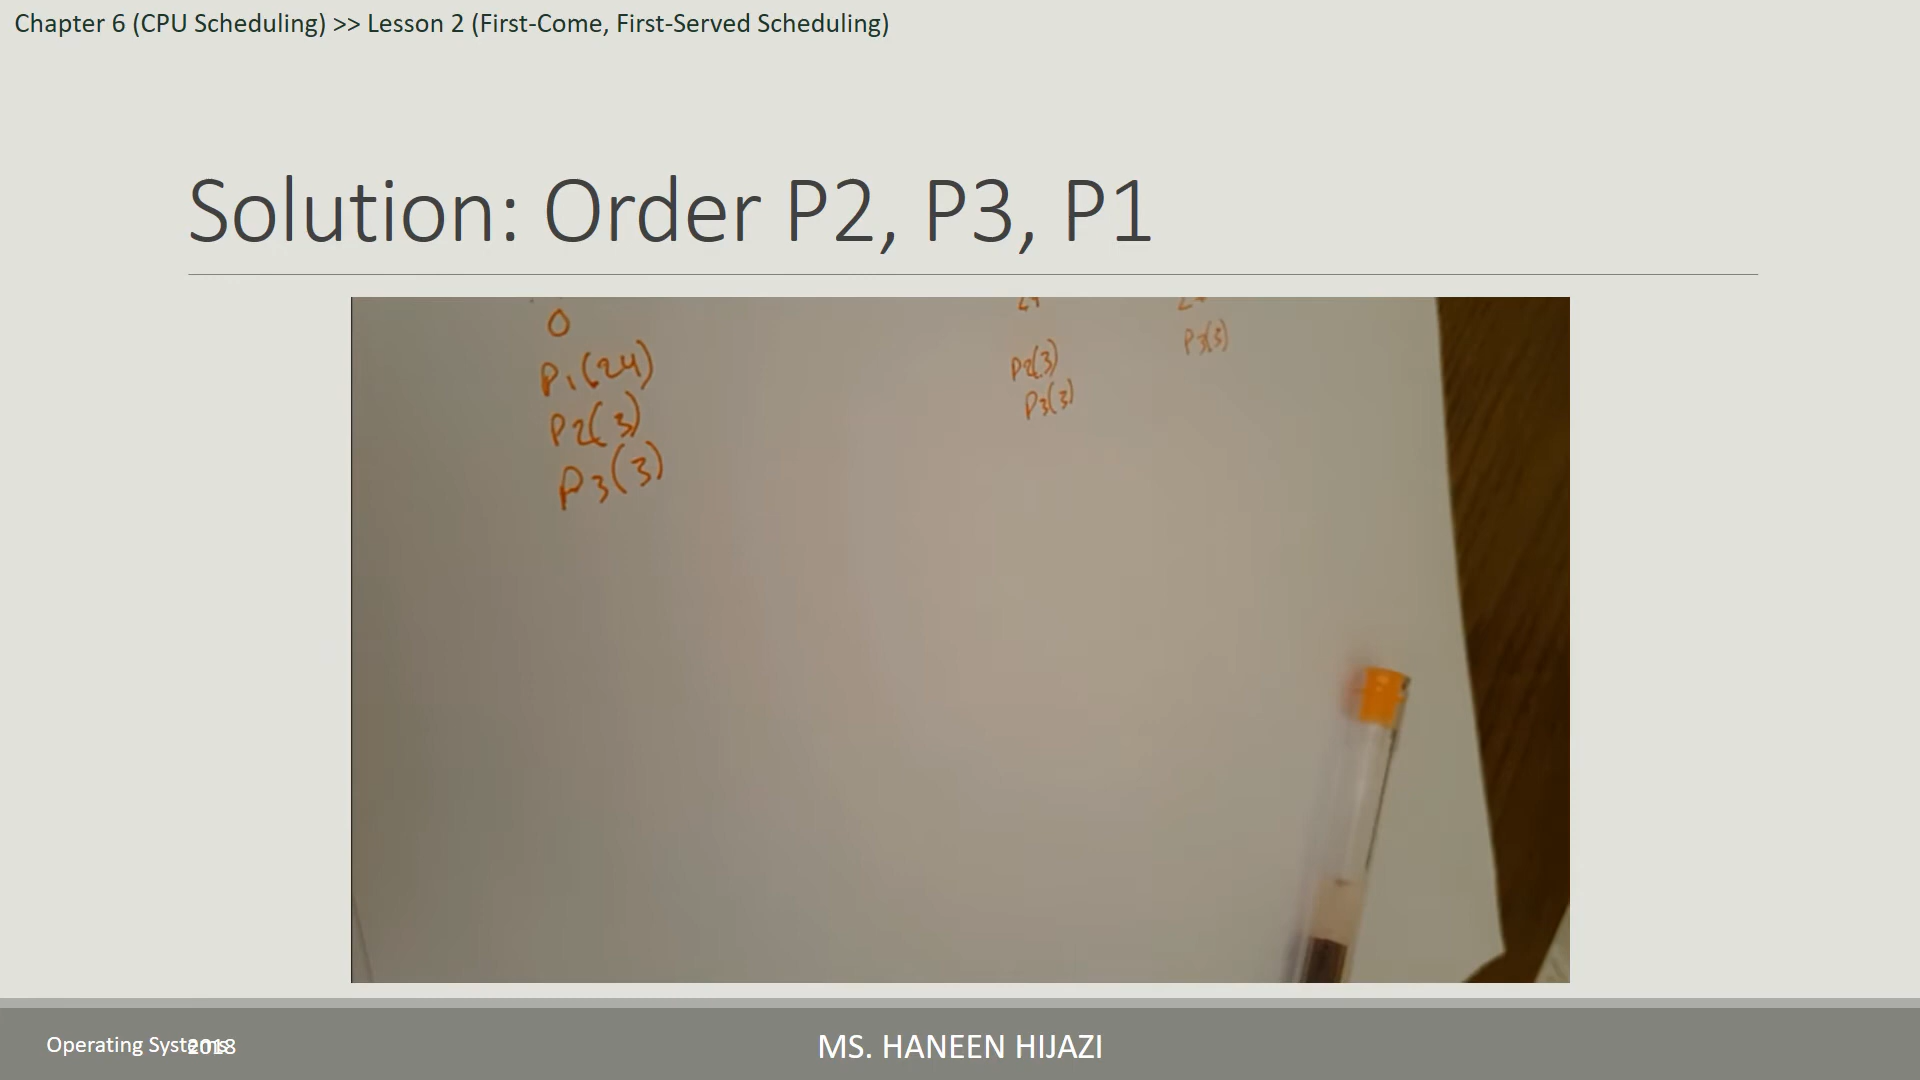 Chapter 6 (CPU Scheduling) >> Lesson 2 (First-Come, First-Served Scheduling)
Solution: Order P2, P3, P1
0
P1(24)
P2(3)
P3(3)
P2(3)
P3(3)
P3(3)
Operating Systems
2018
MS. HANEEN HIJAZI